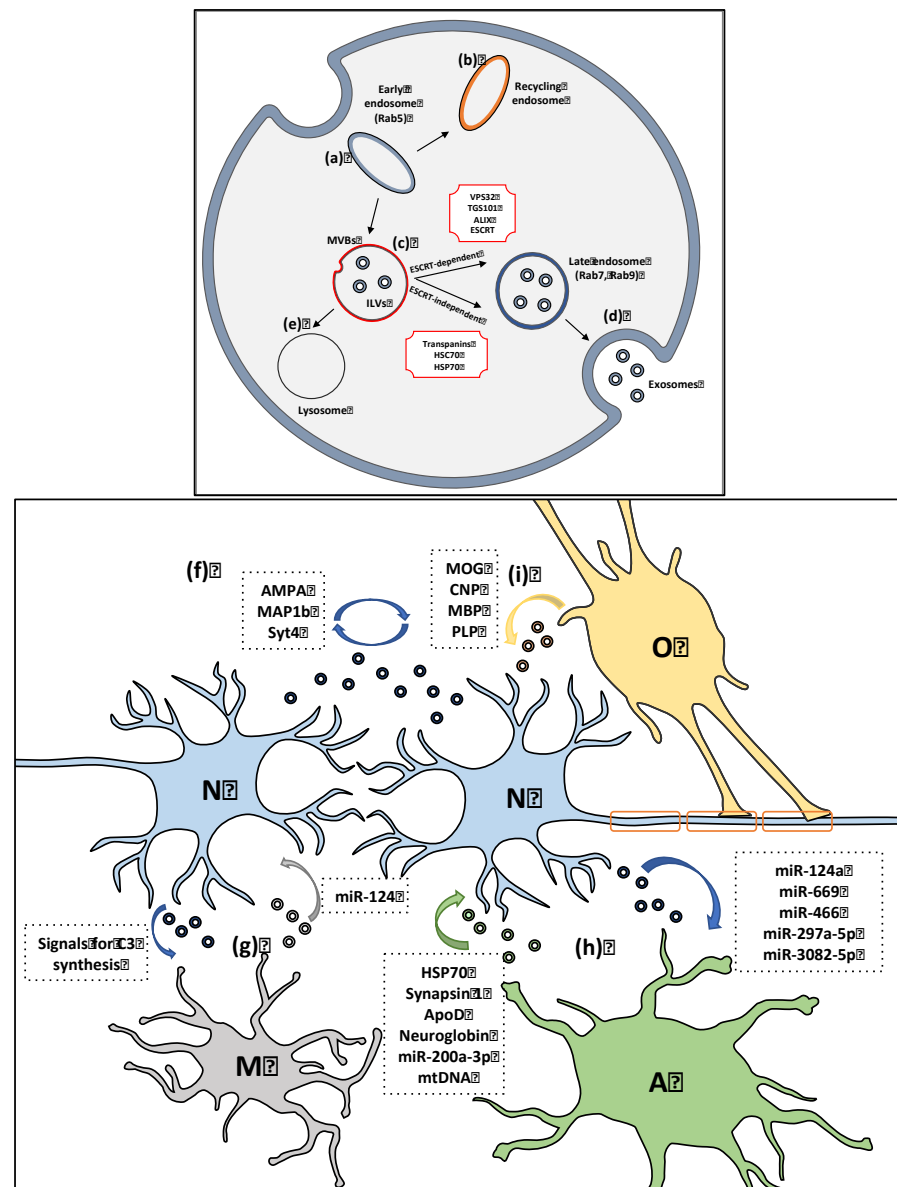 (b)
Early
endosome
(Rab5)
Recycling
endosome
(a)
VPS32
TGS101
ALIX
ESCRT
MVBs
(c)
ESCRT-dependent
Late endosome
(Rab7, Rab9)
ILVs
ESCRT-independent
(e)
(d)
Transpanins
HSC70
HSP70
Lysosome
Exosomes
(f)
AMPA
MAP1b
Syt4
MOG
CNP
MBP
PLP
(i)
O
N
N
miR-124
miR-124a
miR-669
miR-466
miR-297a-5p
miR-3082-5p
Signals for C3
synthesis
(g)
(h)
HSP70
Synapsin 1
ApoD
Neuroglobin
miR-200a-3p
mtDNA
M
A